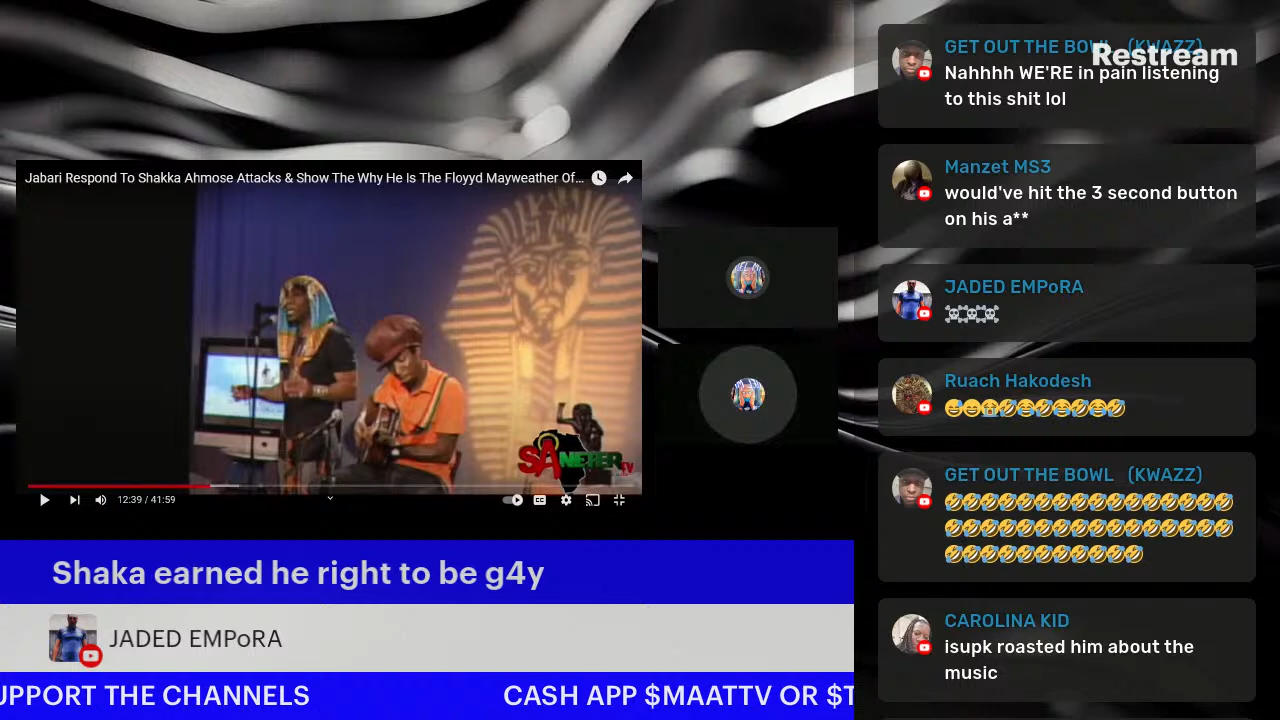 Jabari Respond To Shakka Ahmose Attacks & Show The Why He Is The Floyyd Mayweather Of…
SANETER TV
12:39 / 41:59
CC
Shaka earned he right to be g4y
JADED EMPoRA
UPPORT THE CHANNELS CASH APP $MAATTV OR $T
Restream
GET OUT THE BOWL (KWAZZ)
Nahhhh WE'RE in pain listening
to this shit lol
Manzet MS3
would've hit the 3 second button
on his a**
JADED EMPoRA
☠☠☠
Ruach Hakodesh
GET OUT THE BOWL (KWAZZ)
CAROLINA KID
isupk roasted him about the
music